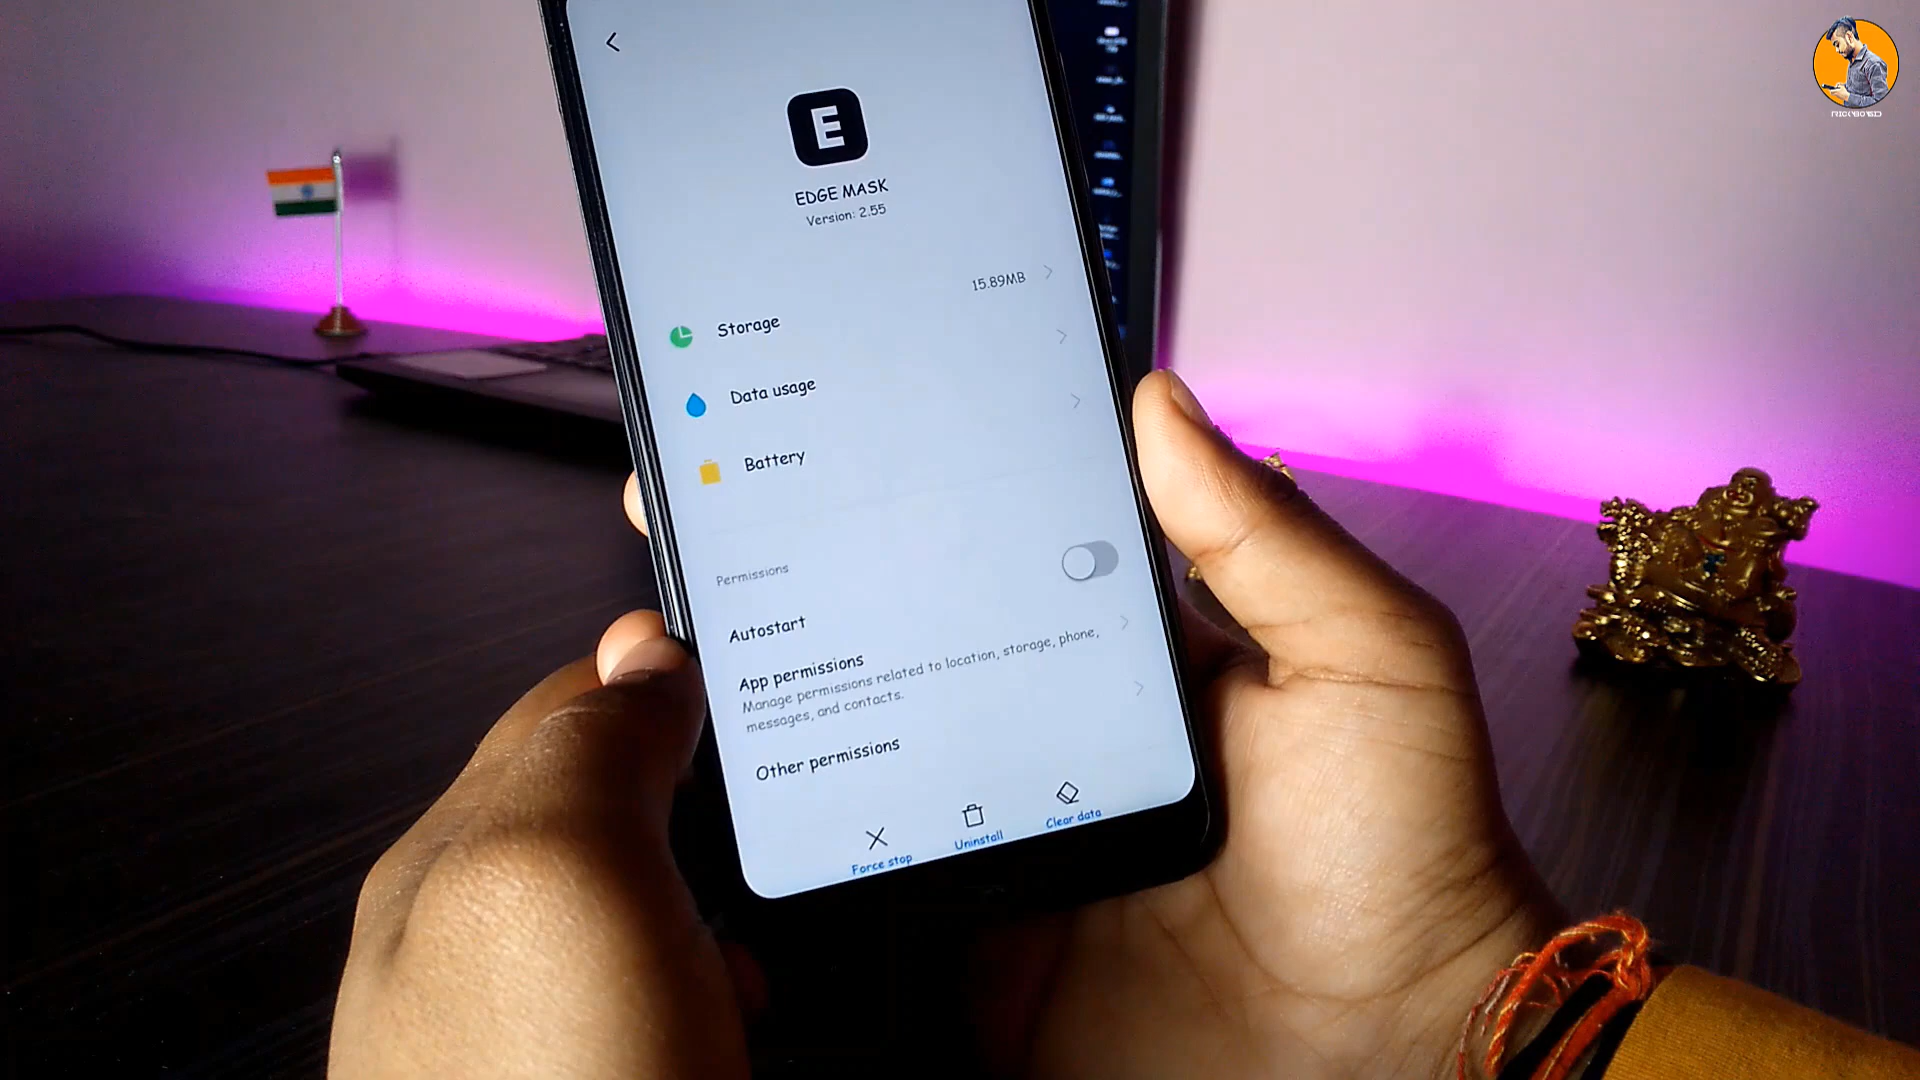 E
EDGE MASK
Version: 2.55
Storage
15.89MB
Data usage
Battery
Permissions
Autostart
App permissions
Manage permissions related to location, storage, phone,
messages, and contacts.
Other permissions
Force stop
Uninstall
Clear data